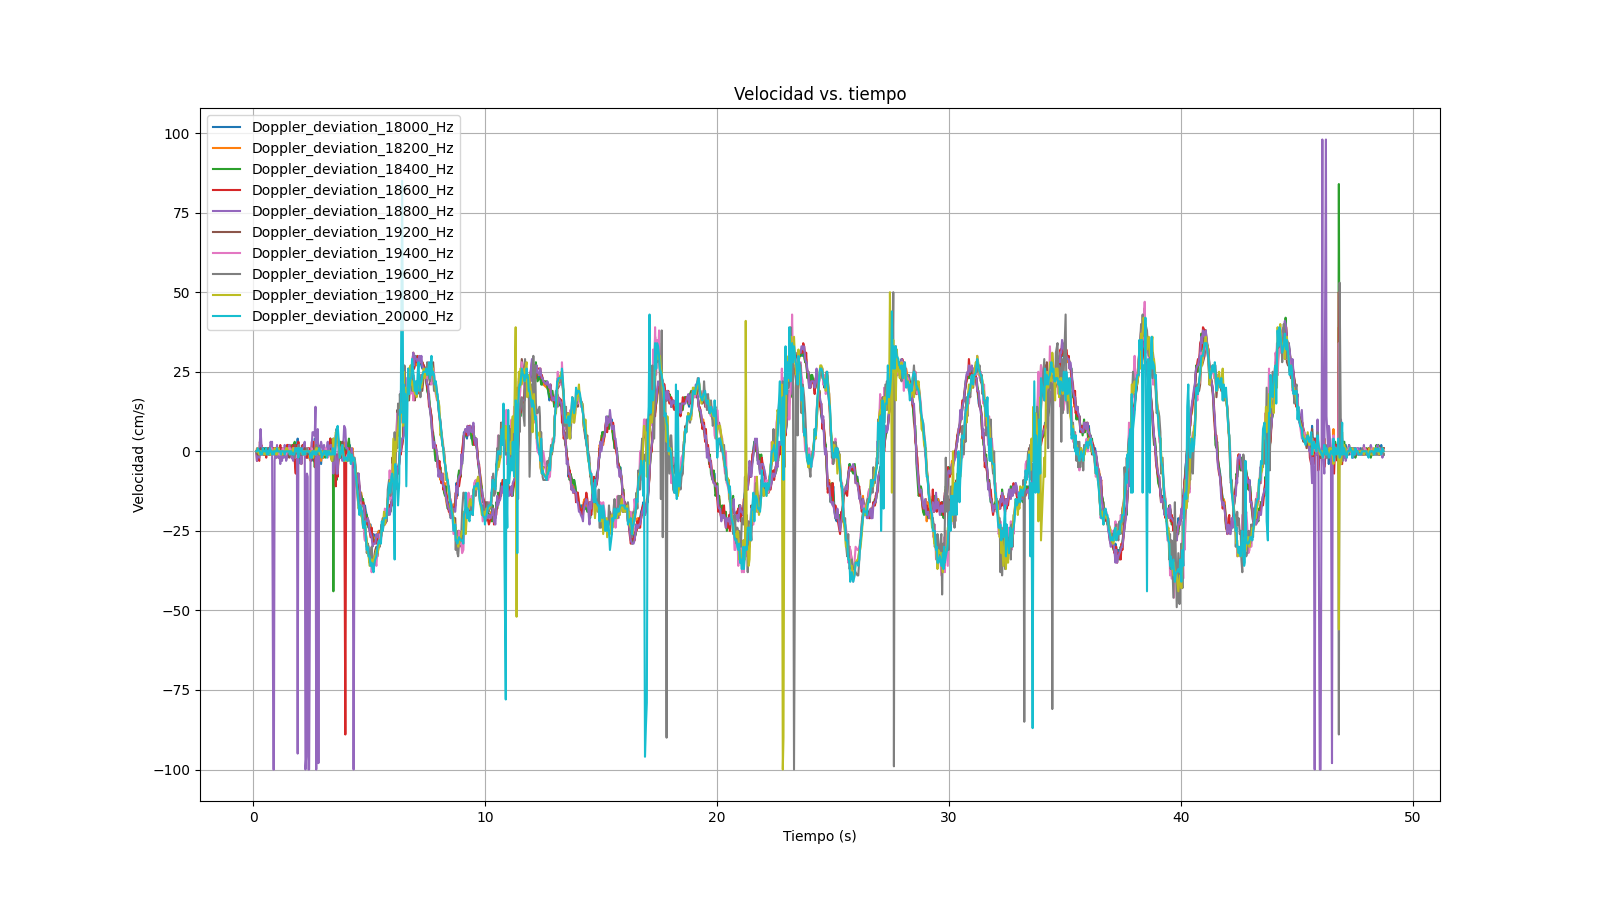 Velocidad vs. tiempo
Doppler_deviation_18000_Hz
Doppler_deviation_18200_Hz
Doppler_deviation_18400_Hz
Doppler_deviation_18600_Hz
Doppler_deviation_18800_Hz
Doppler_deviation_19200_Hz
Doppler_deviation_19400_Hz
Doppler_deviation_19600_Hz
Doppler_deviation_19800_Hz
Doppler_deviation_20000_Hz
Velocidad (cm/s)
100
75
50
25
0
−25
−50
−75
−100
0 10 20 30 40 50
Tiempo (s)